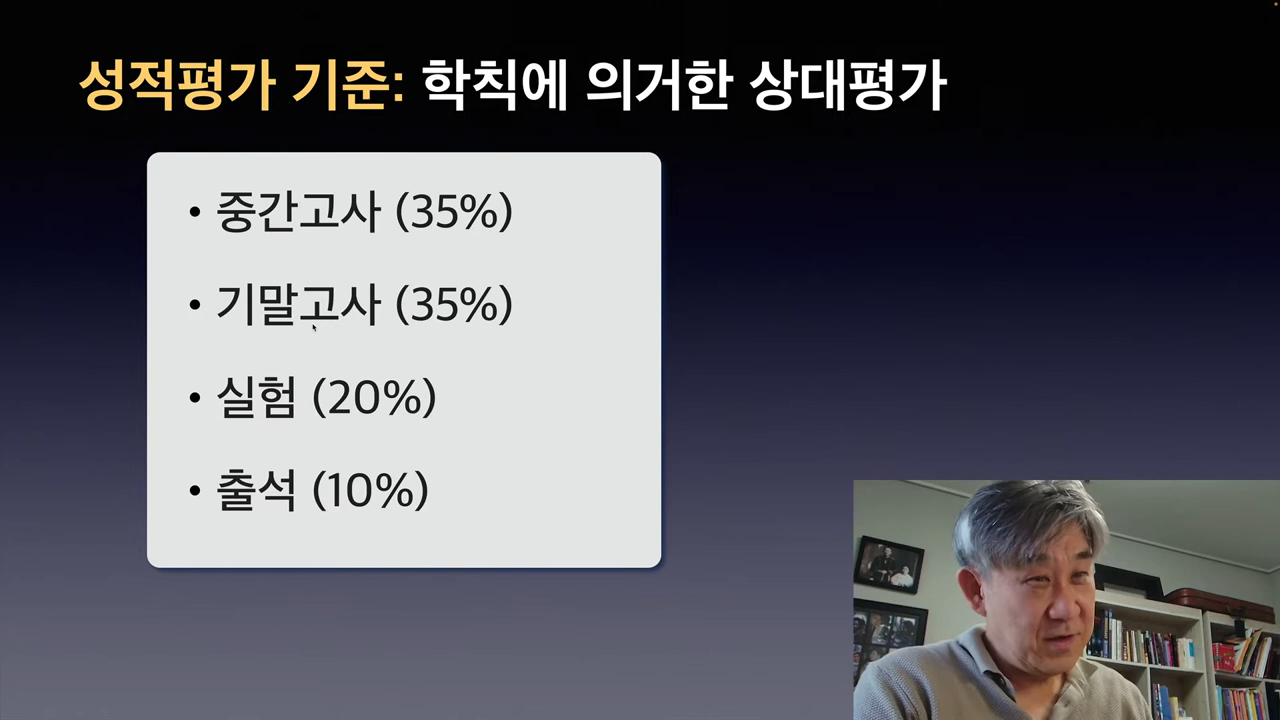 성적평가 기준: 학칙에 의거한 상대평가
• 중간고사 (35%)
• 기말고사 (35%)
• 실험 (20%)
• 출석 (10%)